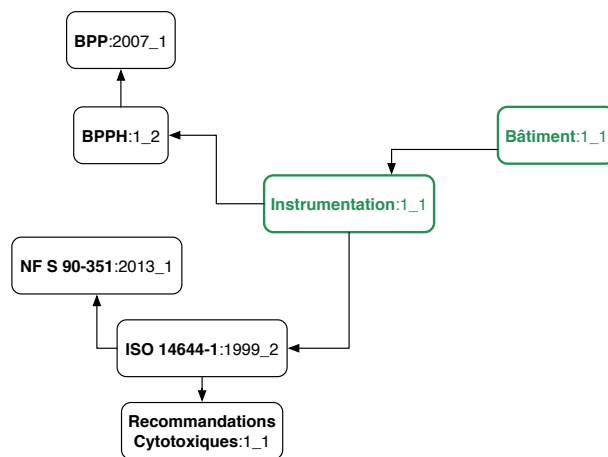 BPP:2007_1
BPPH:1_2
Bâtiment:1_1
Instrumentation:1_1
NF S 90-351:2013_1
ISO 14644-1:1999_2
Recommandations
Cytotoxiques:1_1